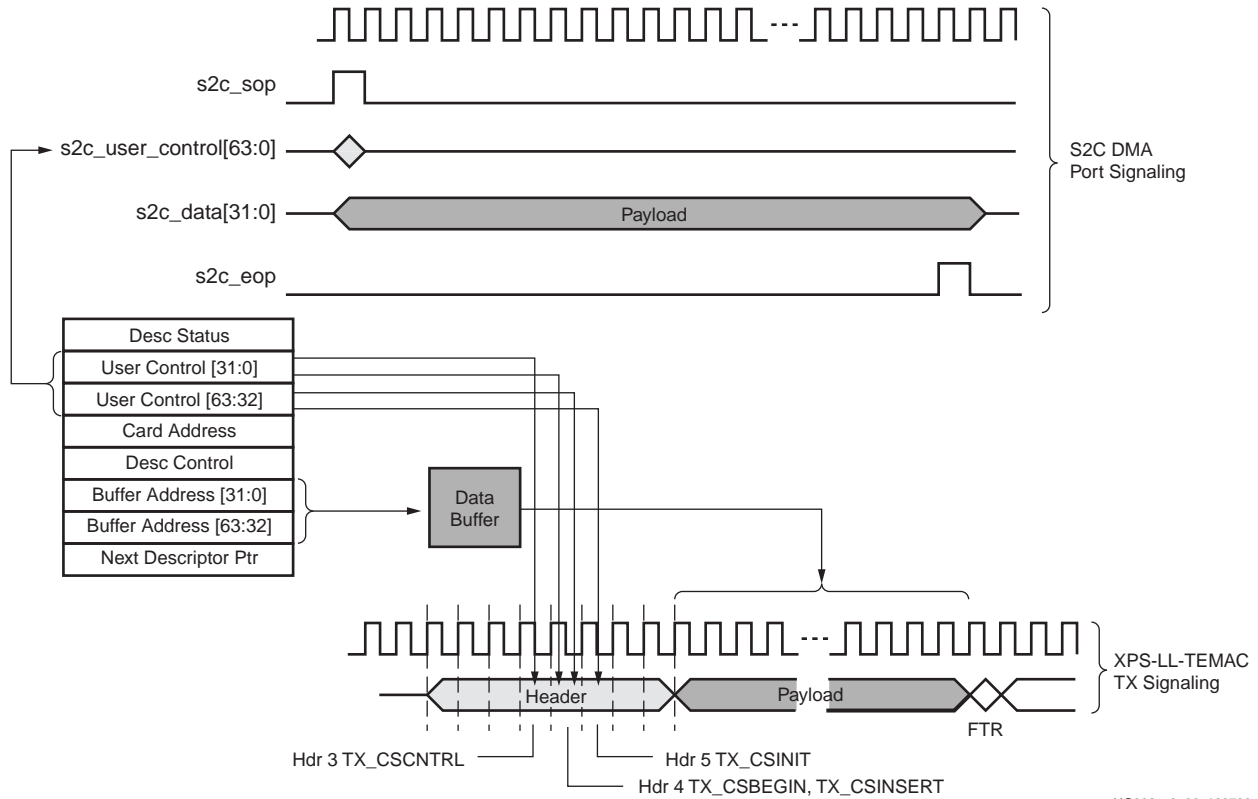 s2c_sop
s2c_user_control[63:0]
S2C DMA
Port Signaling
s2c_data[31:0]
Payload
s2c_eop
Desc Status
User Control [31:0]
User Control [63:32]
Card Address
Desc Control
Buffer Address [31:0]
Buffer Address [63:32]
Next Descriptor Ptr
Data
Buffer
XPS-LL-TEMAC
TX Signaling
Header
Payload
FTR
Hdr 3 TX_CSCNTRL
Hdr 5 TX_CSINIT
Hdr 4 TX_CSBEGIN, TX_CSINSERT